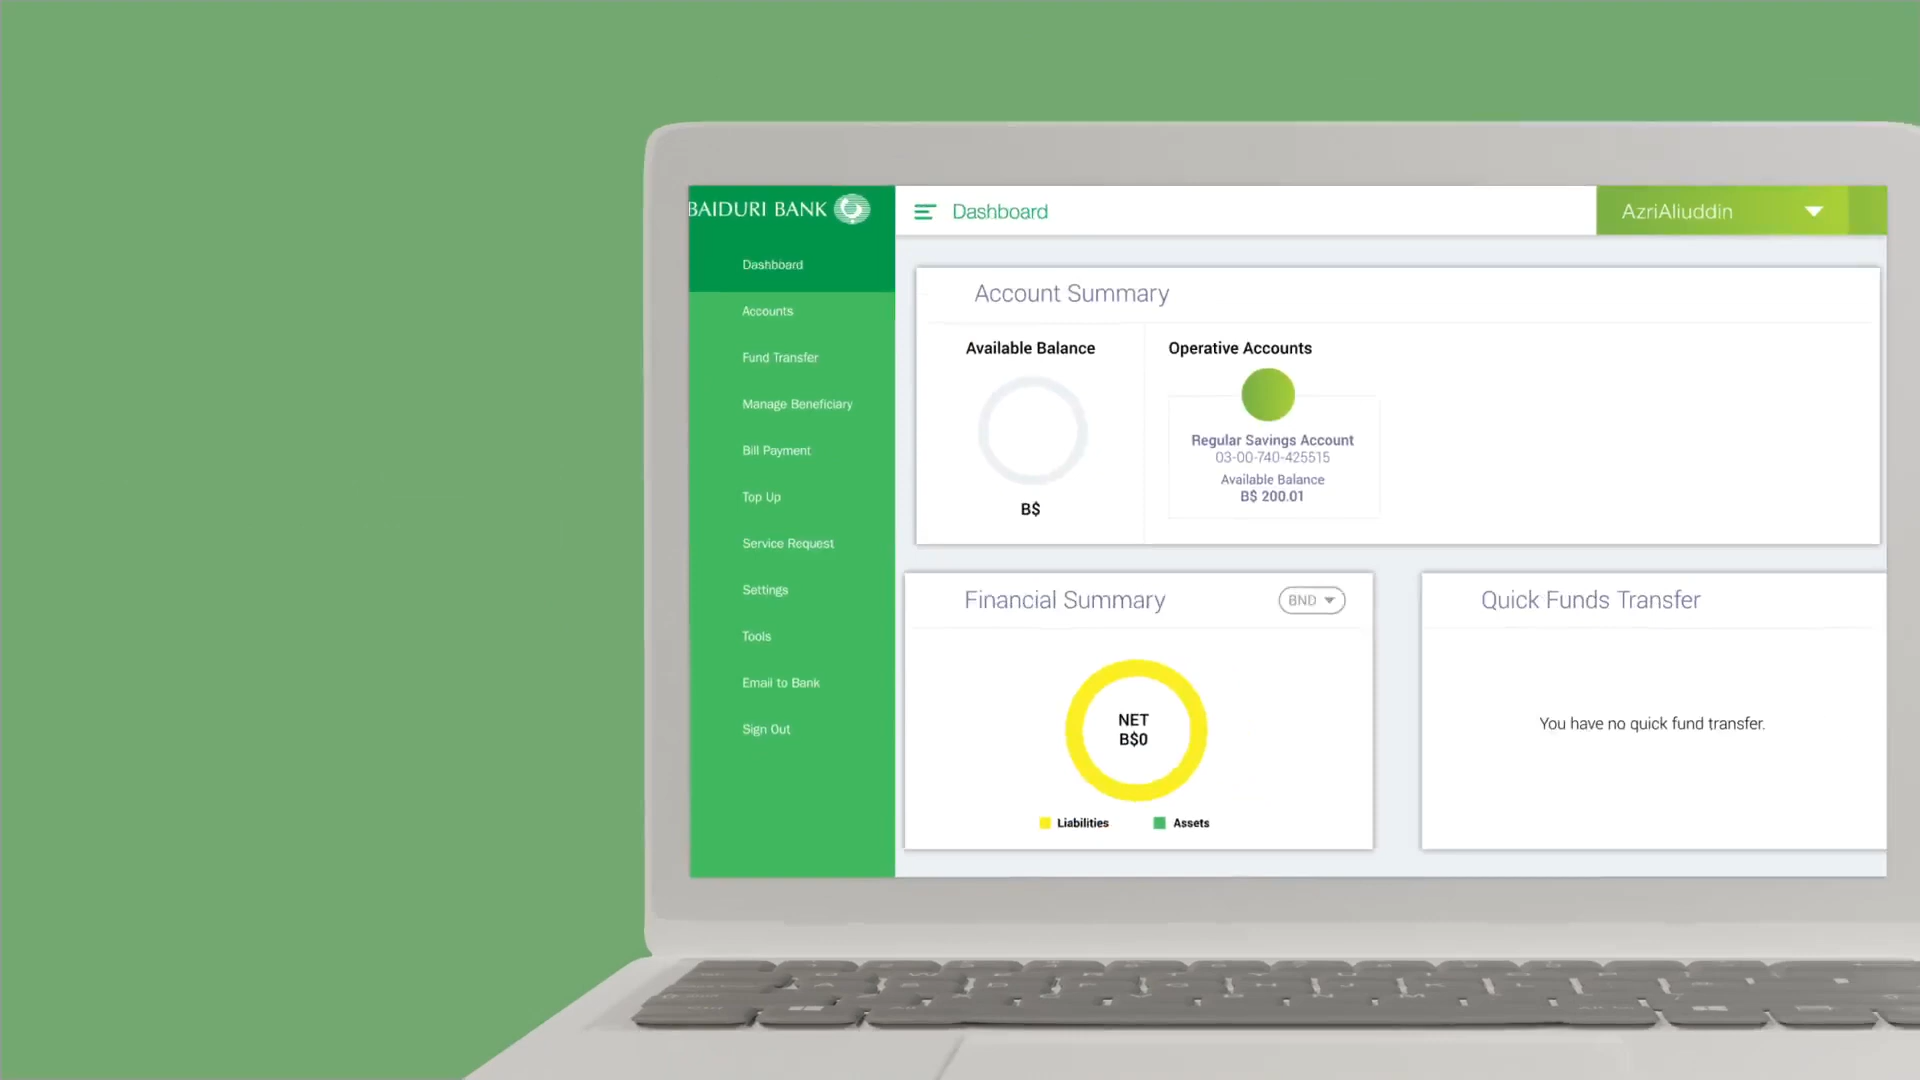 BAIDURI BANK
Dashboard
AzriAliuddin
Dashboard
Accounts
Fund Transfer
Manage Beneficiary
Bill Payment
Top Up
Service Request
Settings
Tools
Email to Bank
Sign Out
Account Summary
Available Balance
B$
Operative Accounts
Regular Savings Account
03-00-740-425515
Available Balance
B$ 200.01
Financial Summary
BND
NET
B$0
Liabilities
Assets
Quick Funds Transfer
You have no quick fund transfer.